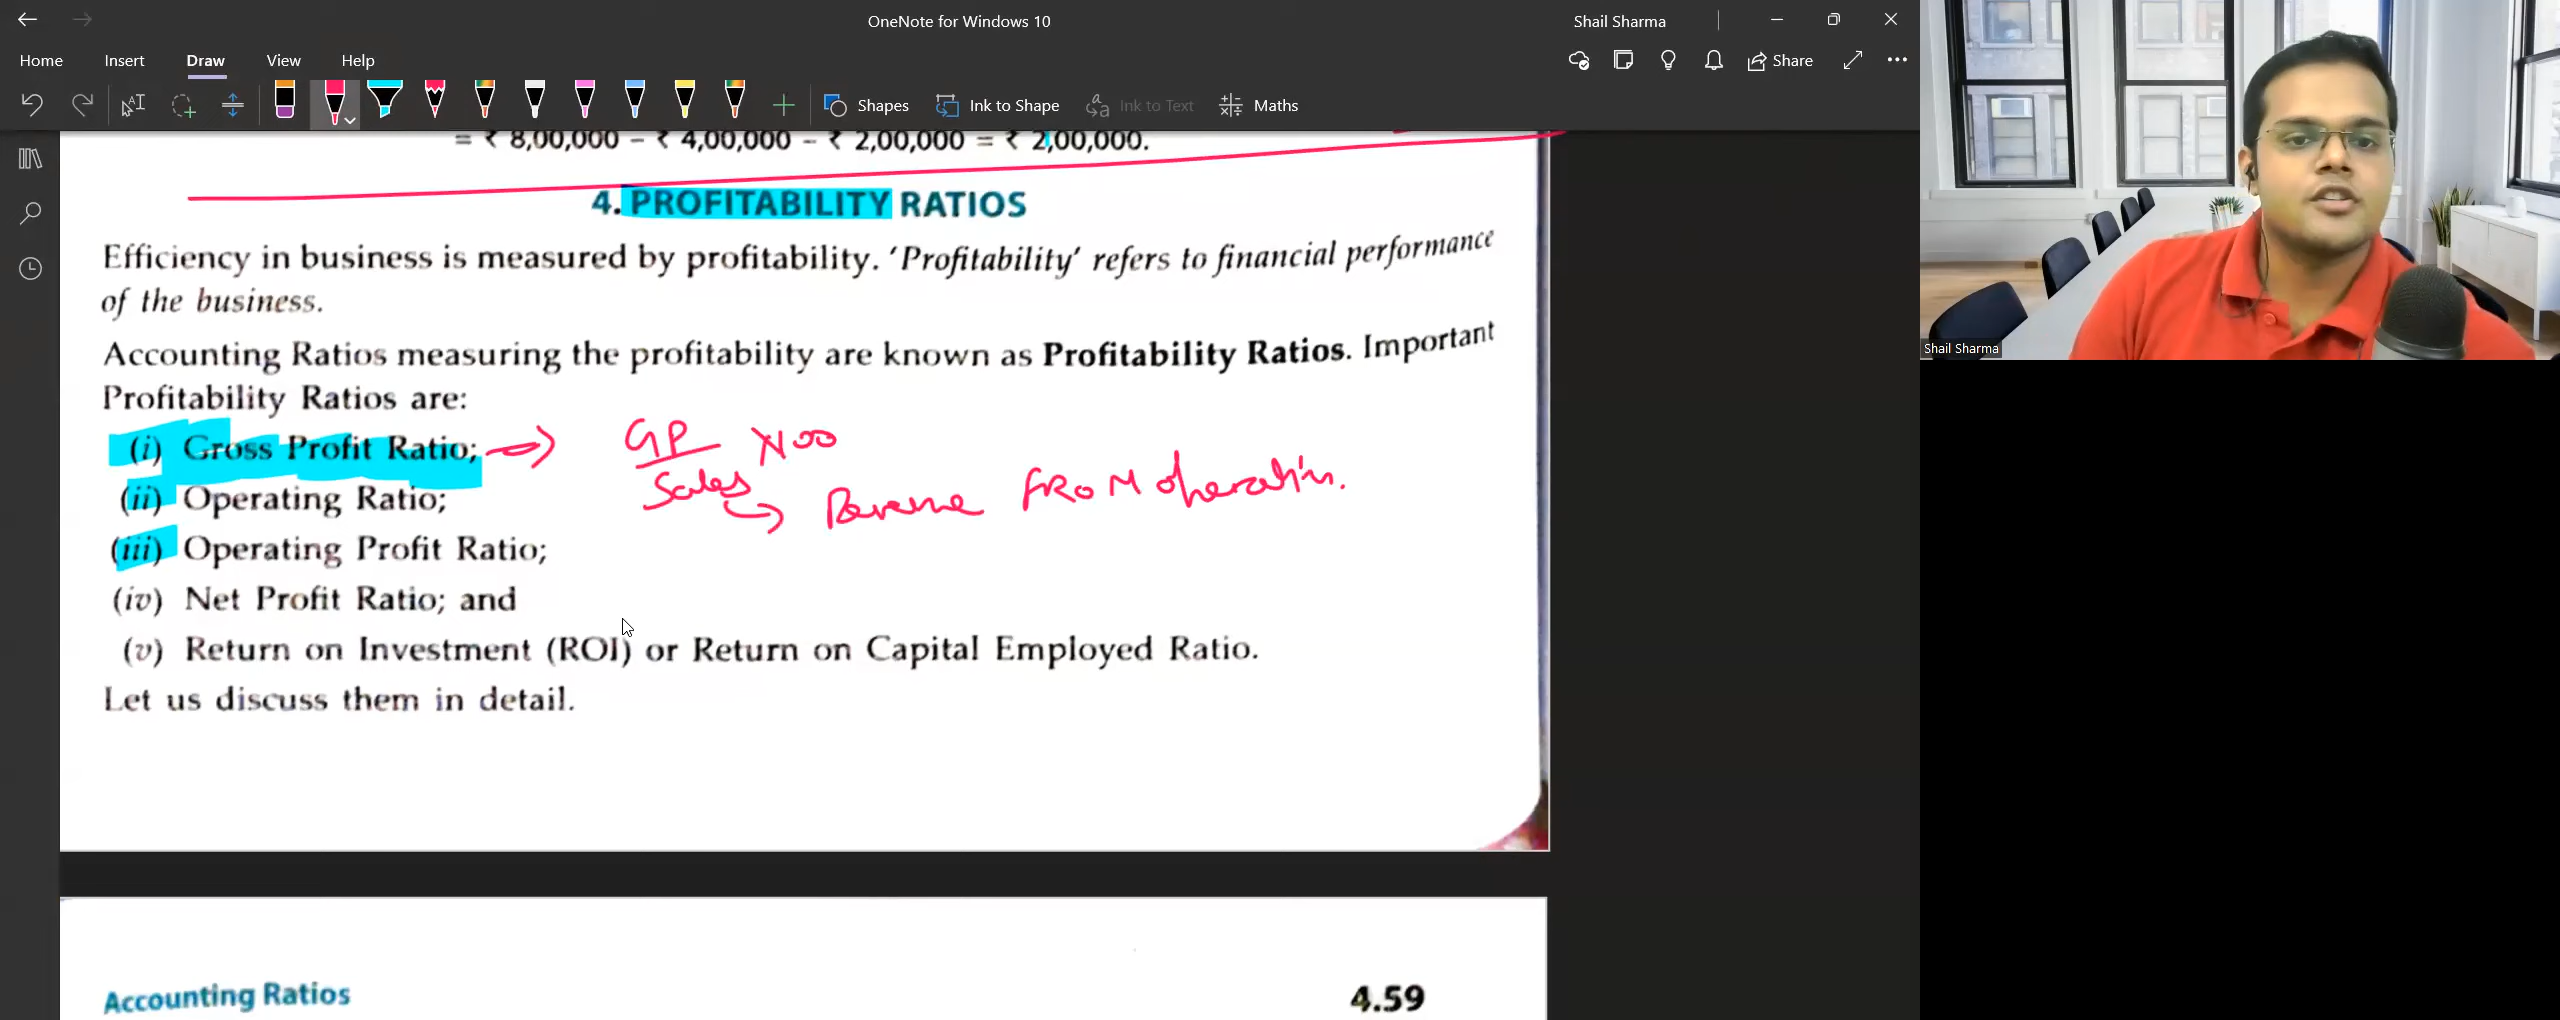 OneNote for Windows 10
Shail Sharma
Home Insert Draw View Help
Share
Shapes Ink to Shape Ink to Text Maths
= ₹ 8,00,000 – ₹ 4,00,000 – ₹ 2,00,000 = ₹ 2,00,000.
4. PROFITABILITY RATIOS
Efficiency in business is measured by profitability. 'Profitability' refers to financial performance
of the business.
Accounting Ratios measuring the profitability are known as Profitability Ratios. Important
Profitability Ratios are:
(i) Gross Profit Ratio;
GP
Sales
X100
Revenue FROM operation.
(ii) Operating Ratio;
(iii) Operating Profit Ratio;
(iv) Net Profit Ratio; and
(v) Return on Investment (ROI) or Return on Capital Employed Ratio.
Let us discuss them in detail.
Accounting Ratios 4.59
Shail Sharma